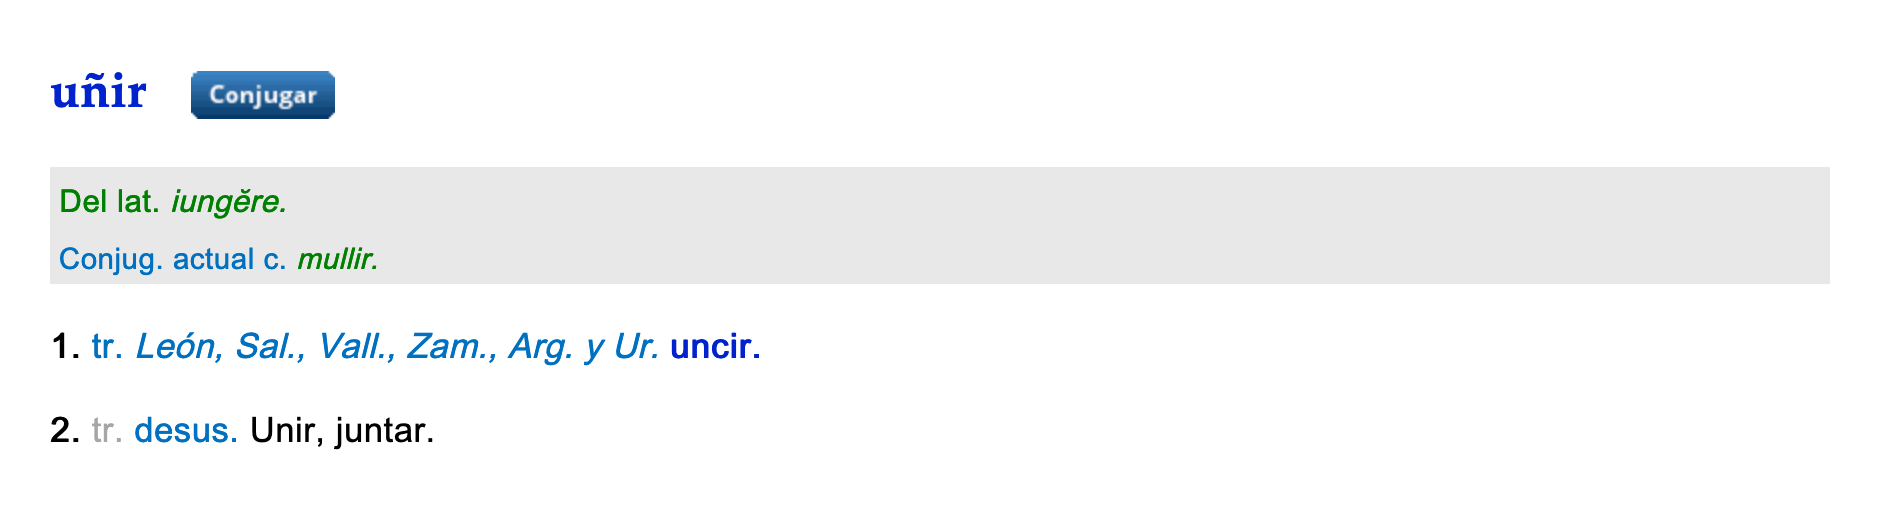 uñir Conjugar
Del lat. iungĕre.
Conjug. actual c. mullir.
1. tr. León, Sal., Vall., Zam., Arg. y Ur. uncir.
2. tr. desus. Unir, juntar.